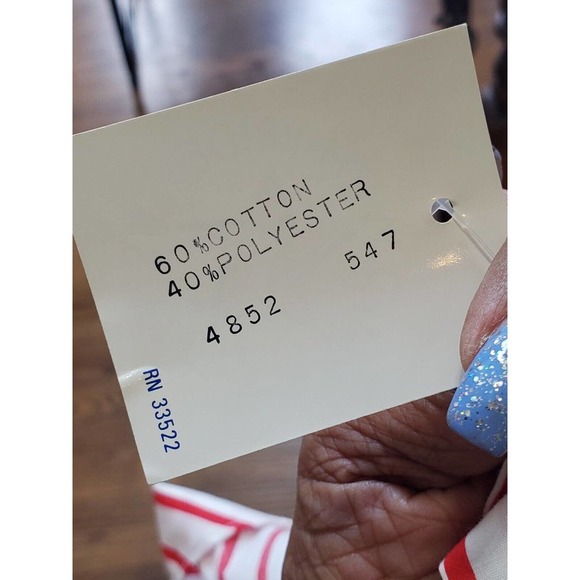 60%COTTON
40%POLYESTER
4852 547
RN 33522